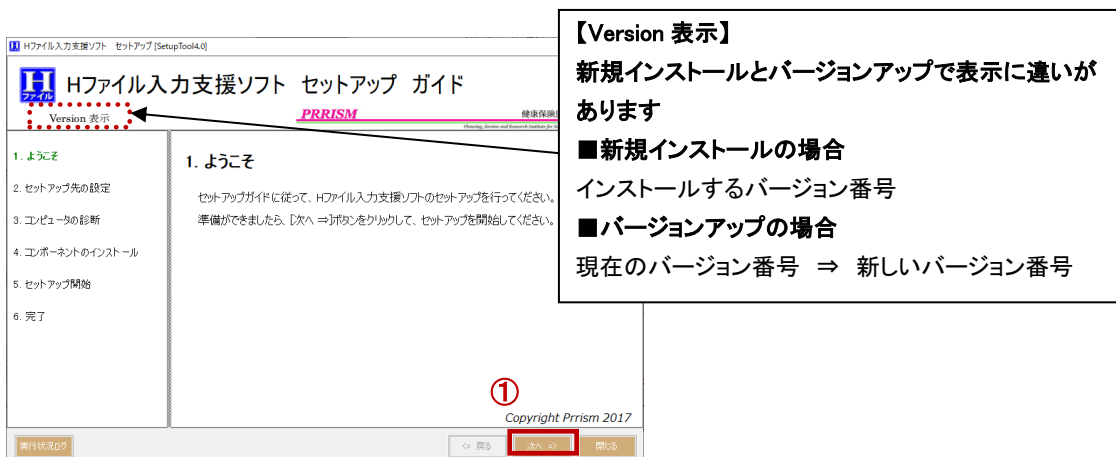 Hファイル入力支援ソフト セットアップ [SetupTool4.0]
H
ファイル
Hファイル入力支援ソフト セットアップ ガイド
Version 表示
PRRISM
健康保険
Planning, Review and Research Institute for
1. ようこそ
2. セットアップ先の設定
3. コンピュータの診断
4. コンポーネントのインストール
5. セットアップ開始
6. 完了
1. ようこそ
セットアップガイドに従って、Hファイル入力支援ソフトのセットアップを行ってください。
準備ができましたら、[次へ ⇒]ボタンをクリックして、セットアップを開始してください。
①
Copyright Prrism 2017
実行状況ログ
<= 戻る
次へ =>
閉じる
【Version 表示】
新規インストールとバージョンアップで表示に違いが
あります
■新規インストールの場合
インストールするバージョン番号
■バージョンアップの場合
現在のバージョン番号 ⇒ 新しいバージョン番号